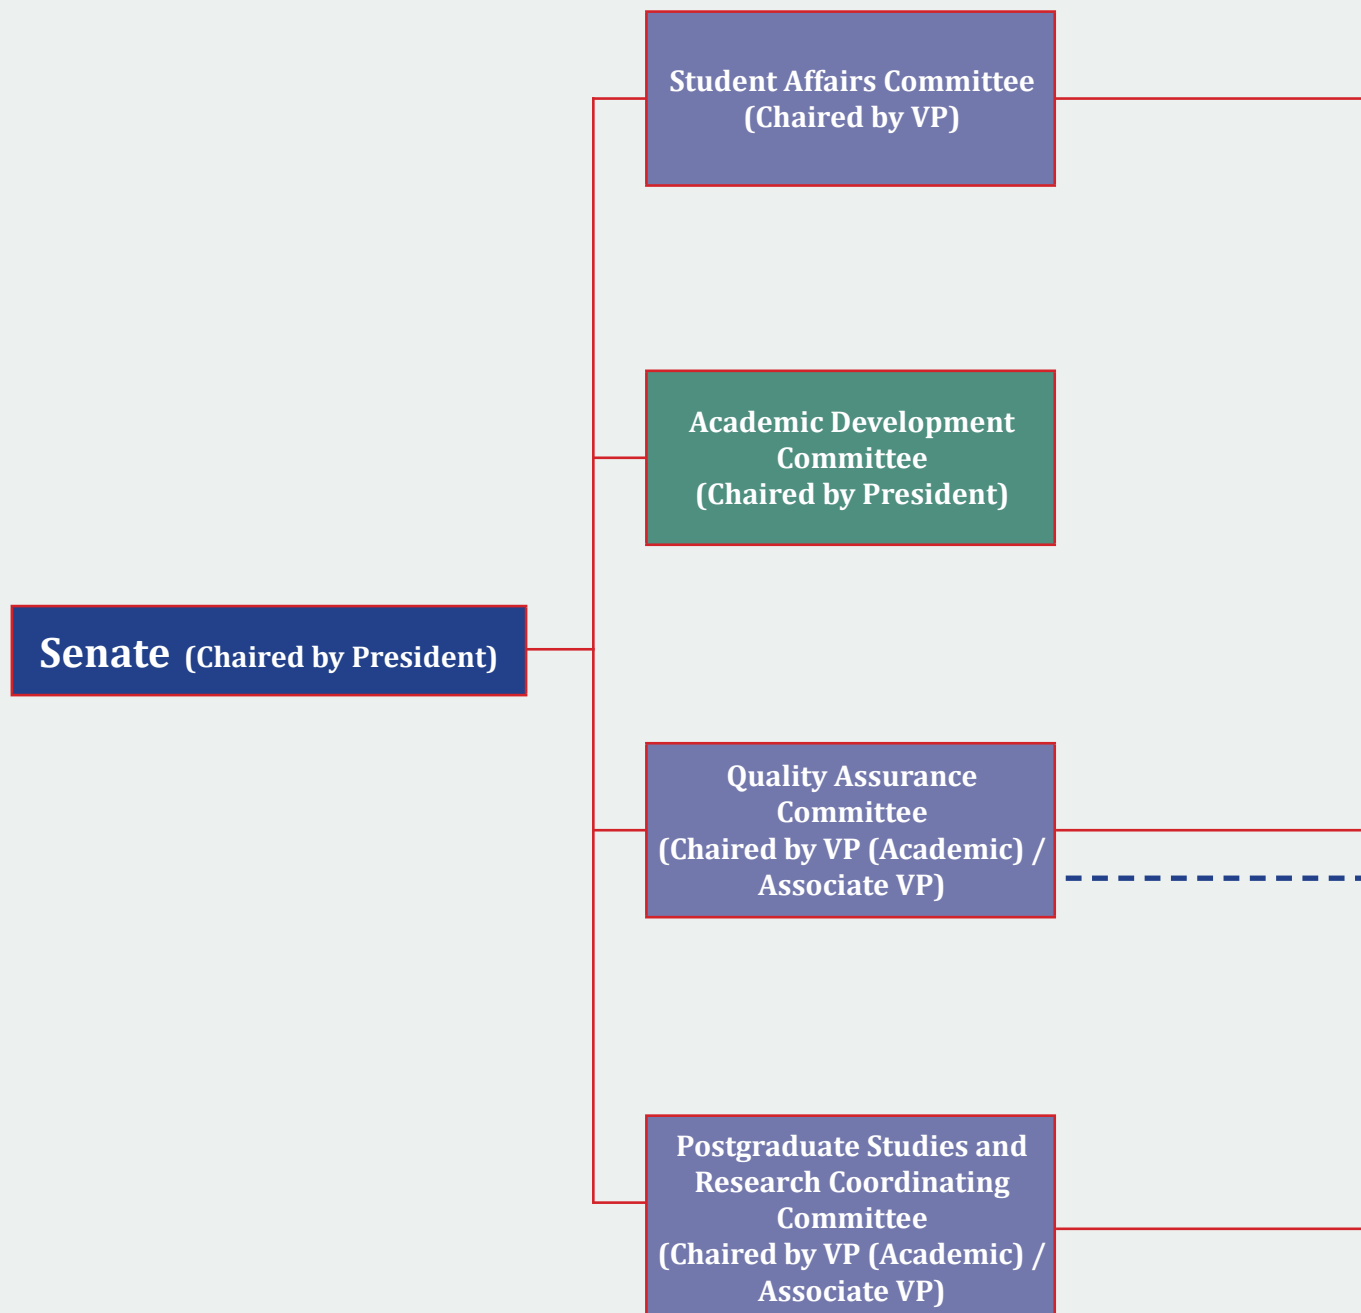 Student Affairs Committee
(Chaired by VP)
Academic Development
Committee
(Chaired by President)
Senate (Chaired by President)
Quality Assurance
Committee
(Chaired by VP (Academic) /
Associate VP)
Postgraduate Studies and
Research Coordinating
Committee
(Chaired by VP (Academic) /
Associate VP)